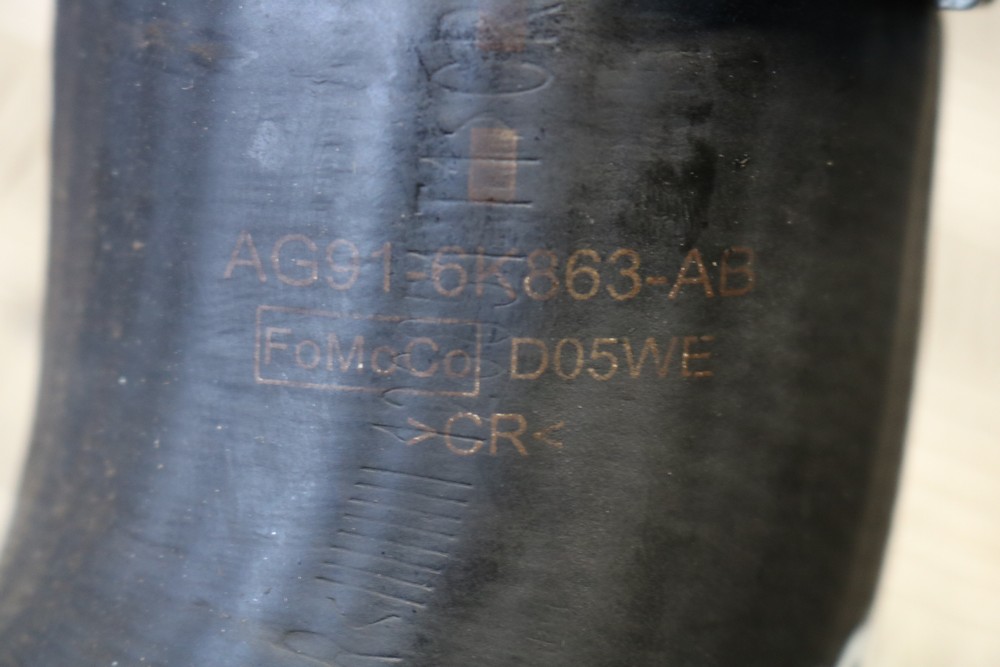 AG91-6K863-AB
FoMoCo D05WE
>CR<